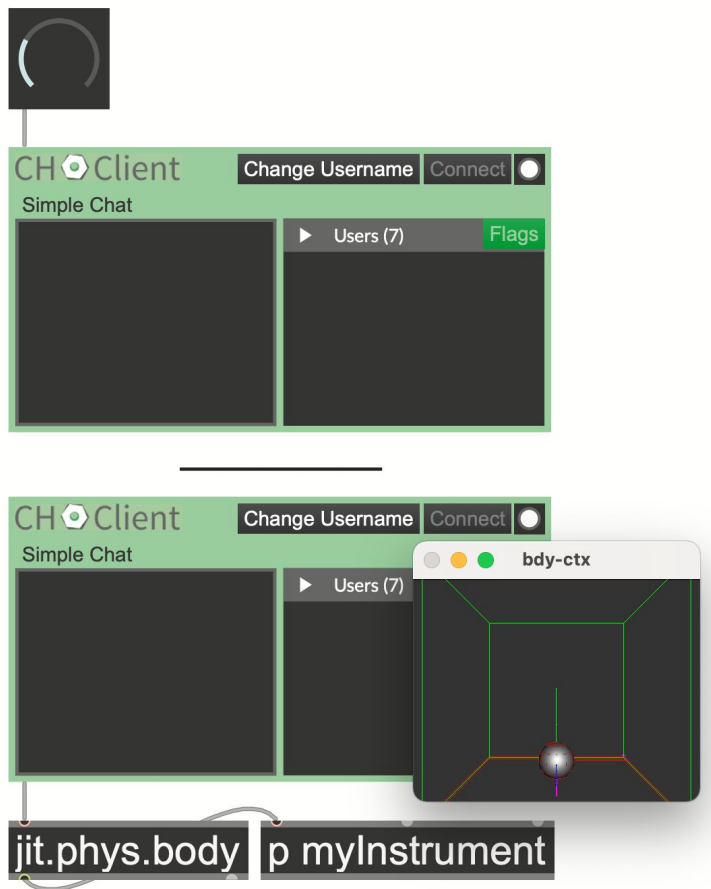 CH Client
Change Username
Connect
Simple Chat
Users (7)
Flags
CH Client
Change Username
Connect
Simple Chat
Users (7)
bdy-ctx
jit.phys.body
p myInstrument